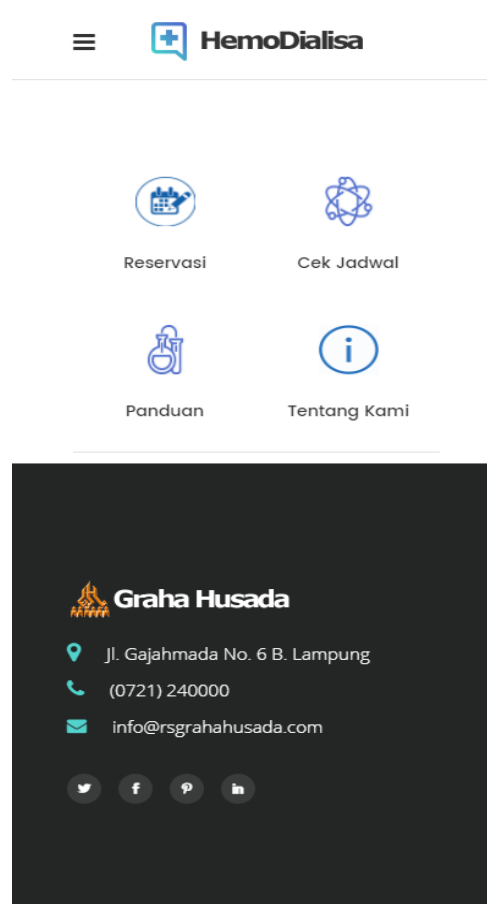 HemoDialisa
Reservasi
Cek Jadwal
Panduan
Tentang Kami
Graha Husada
Jl. Gajahmada No. 6 B. Lampung
(0721) 240000
info@rsgrahahusada.com